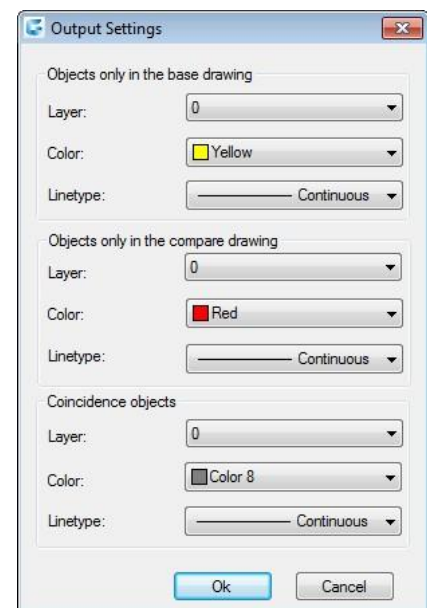 Output Settings
Objects only in the base drawing
Layer: 0
Color: Yellow
Linetype: Continuous
Objects only in the compare drawing
Layer: 0
Color: Red
Linetype: Continuous
Coincidence objects
Layer: 0
Color: Color 8
Linetype: Continuous
Ok Cancel